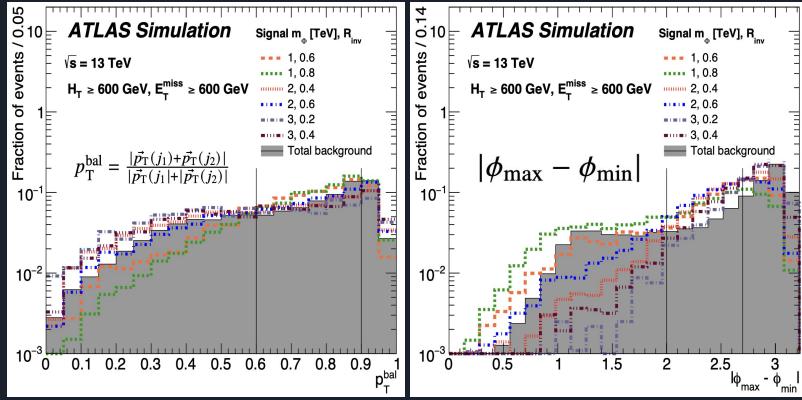 Fraction of events / 0.05
ATLAS Simulation
√s = 13 TeV
H_T ≥ 600 GeV, E_T^miss ≥ 600 GeV
Signal m_Φ [TeV], R_inv
1, 0.6
1, 0.8
2, 0.4
2, 0.6
3, 0.2
3, 0.4
Total background
p_T^bal = |p⃗_T(j₁)+p⃗_T(j₂)| / |p⃗_T(j₁|+|p⃗_T(j₂)|
10
1
10⁻¹
10⁻²
10⁻³
0 0.1 0.2 0.3 0.4 0.5 0.6 0.7 0.8 0.9 1
p_T^bal
Fraction of events / 0.14
ATLAS Simulation
√s = 13 TeV
H_T ≥ 600 GeV, E_T^miss ≥ 600 GeV
Signal m_Φ [TeV], R_inv
1, 0.6
1, 0.8
2, 0.4
2, 0.6
3, 0.2
3, 0.4
Total background
|ϕ_max − ϕ_min|
10
1
10⁻¹
10⁻²
10⁻³
0 0.5 1 1.5 2 2.5 3
|ϕ_max - ϕ_min|